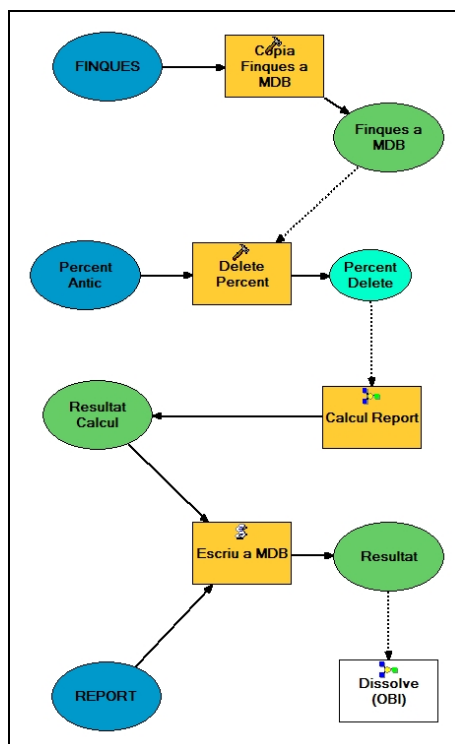 FINQUES
Copia
Finques a
MDB
Finques a
MDB
Percent
Antic
Delete
Percent
Percent
Delete
Resultat
Calcul
Calcul Report
Escriu a MDB
Resultat
REPORT
Dissolve
(OBI)